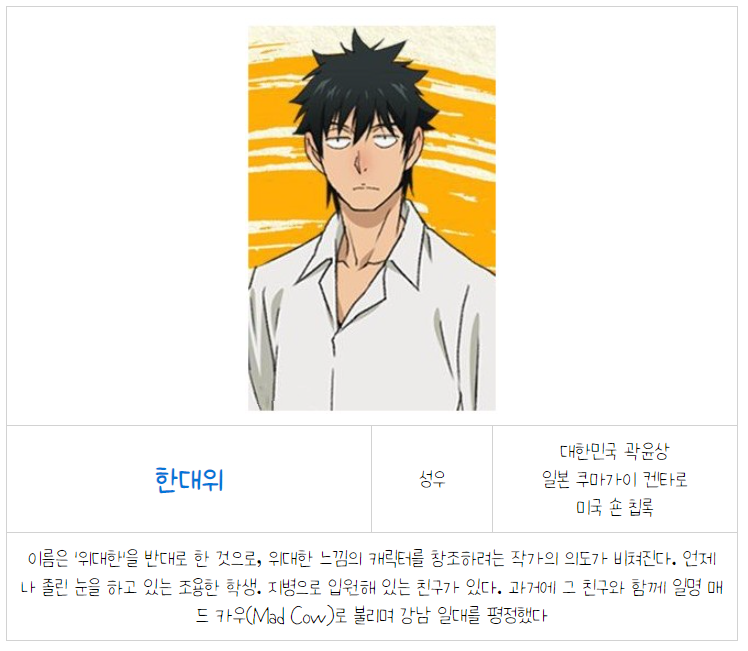 한대위
성우
대한민국 곽윤상
일본 쿠마가이 켄타로
미국 숀 칩록
이름은 '위대한'을 반대로 한 것으로, 위대한 느낌의 캐릭터를 창조하려는 작가의 의도가 비쳐진다. 언제
나 졸린 눈을 하고 있는 조용한 학생. 지병으로 입원해 있는 친구가 있다. 과거에 그 친구와 함께 일명 매
드 카우(Mad Cow)로 불리며 강남 일대를 평정했다